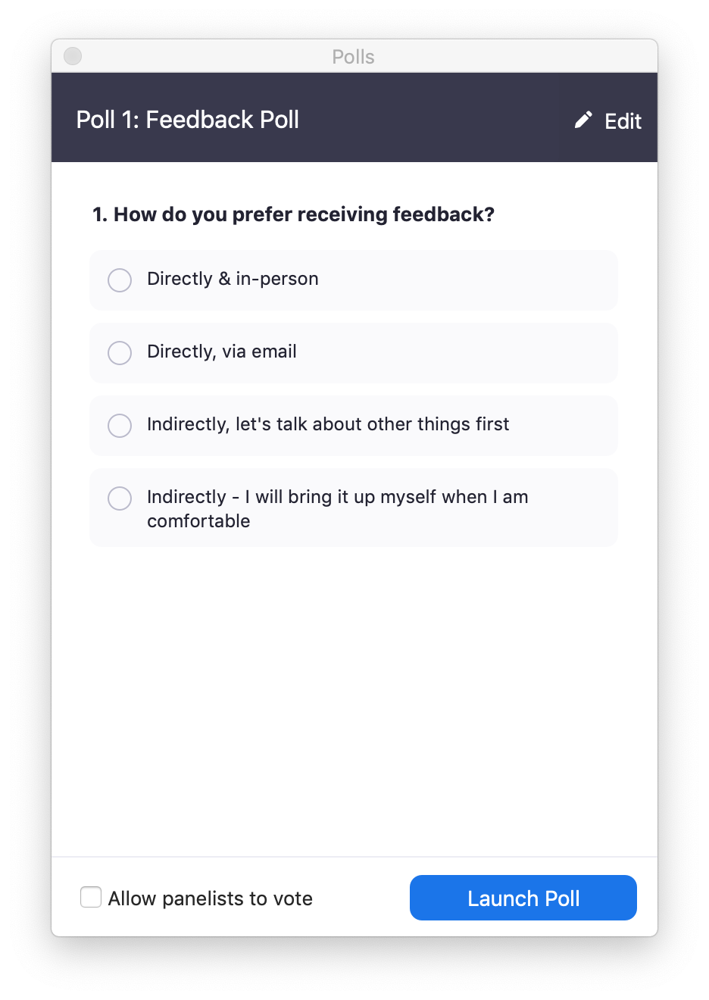 Polls
Poll 1: Feedback Poll
Edit
1. How do you prefer receiving feedback?
Directly & in-person
Directly, via email
Indirectly, let's talk about other things first
Indirectly - I will bring it up myself when I am
comfortable
Allow panelists to vote
Launch Poll